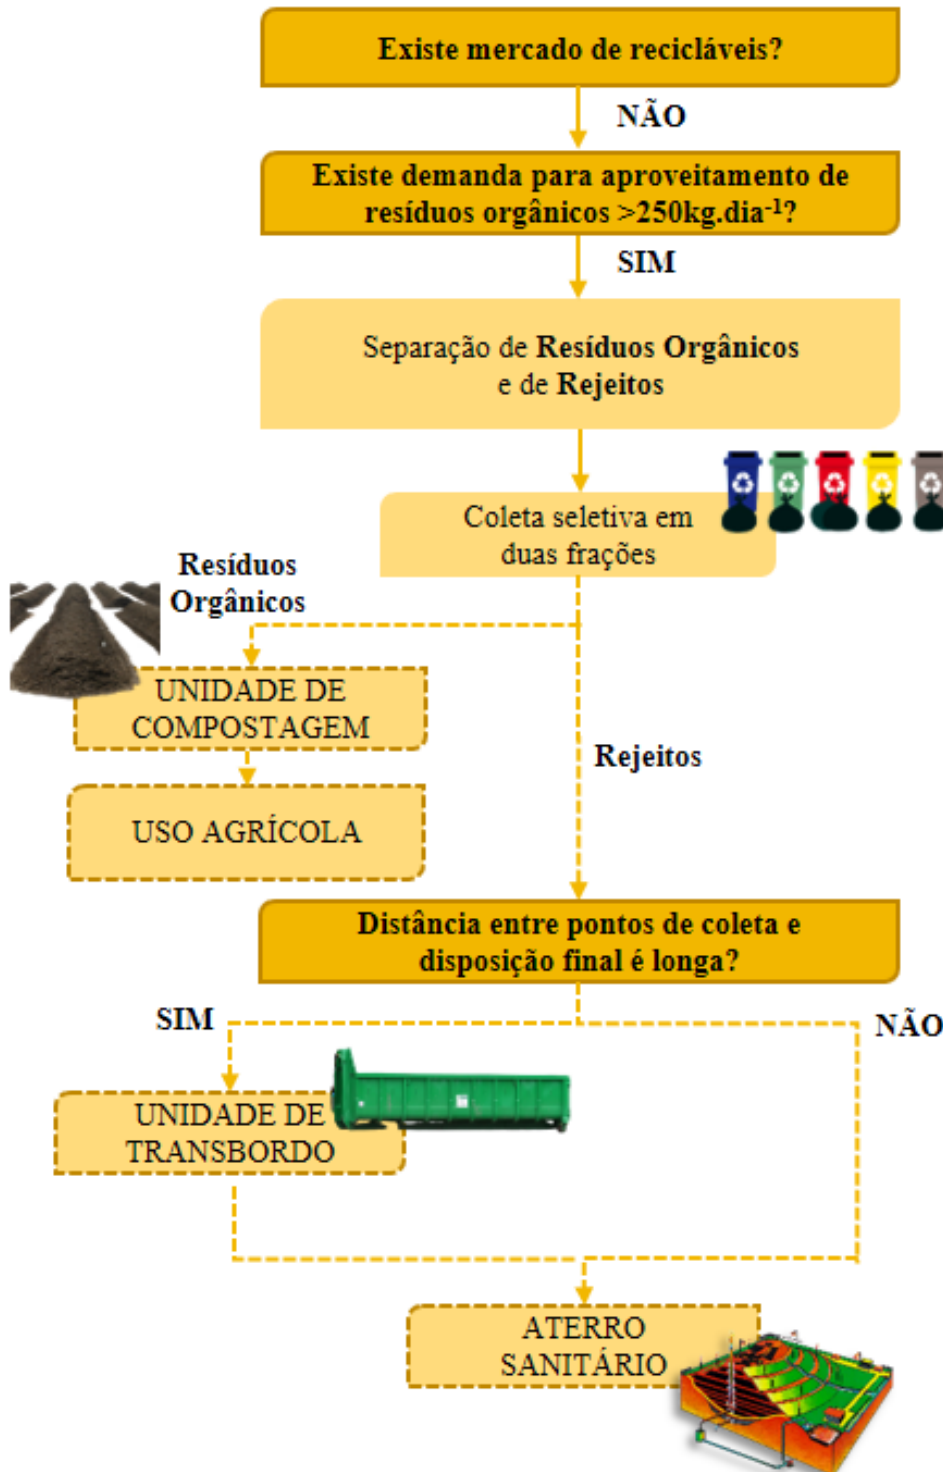 Existe mercado de recicláveis?
NÃO
Existe demanda para aproveitamento de
resíduos orgânicos >250kg.dia⁻¹?
SIM
Separação de Resíduos Orgânicos
e de Rejeitos
Coleta seletiva em
duas frações
Resíduos
Orgânicos
UNIDADE DE
COMPOSTAGEM
Rejeitos
USO AGRÍCOLA
Distância entre pontos de coleta e
disposição final é longa?
SIM
NÃO
UNIDADE DE
TRANSBORDO
ATERRO
SANITÁRIO